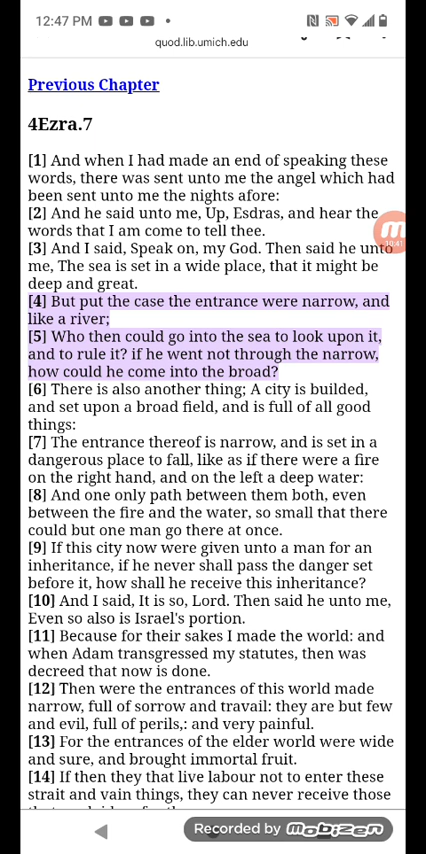 12:47 PM
quod.lib.umich.edu
Previous Chapter
4Ezra.7
[1] And when I had made an end of speaking these
words, there was sent unto me the angel which had
been sent unto me the nights afore:
[2] And he said unto me, Up, Esdras, and hear the
words that I am come to tell thee.
[3] And I said, Speak on, my God. Then said he unto
me, The sea is set in a wide place, that it might be
deep and great.
10:41
[4] But put the case the entrance were narrow, and
like a river;
[5] Who then could go into the sea to look upon it,
and to rule it? if he went not through the narrow,
how could he come into the broad?
[6] There is also another thing; A city is builded,
and set upon a broad field, and is full of all good
things:
[7] The entrance thereof is narrow, and is set in a
dangerous place to fall, like as if there were a fire
on the right hand, and on the left a deep water:
[8] And one only path between them both, even
between the fire and the water, so small that there
could but one man go there at once.
[9] If this city now were given unto a man for an
inheritance, if he never shall pass the danger set
before it, how shall he receive this inheritance?
[10] And I said, It is so, Lord. Then said he unto me,
Even so also is Israel's portion.
[11] Because for their sakes I made the world: and
when Adam transgressed my statutes, then was
decreed that now is done.
[12] Then were the entrances of this world made
narrow, full of sorrow and travail: they are but few
and evil, full of perils,: and very painful.
[13] For the entrances of the elder world were wide
and sure, and brought immortal fruit.
[14] If then they that live labour not to enter these
strait and vain things, they can never receive those
Recorded by mobizen